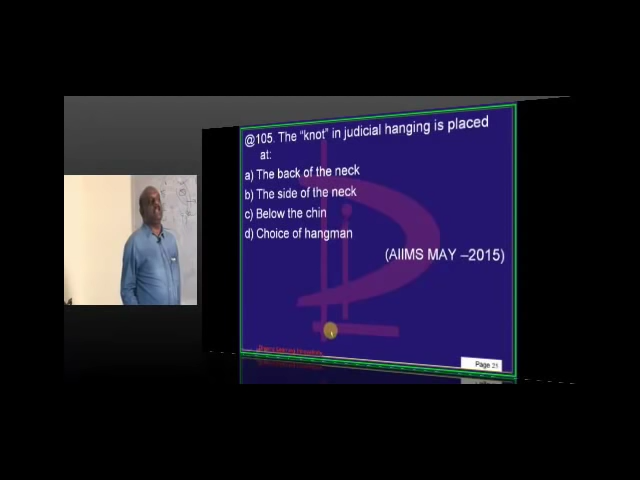 @105. The “knot” in judicial hanging is placed
at:
a) The back of the neck
b) The side of the neck
c) Below the chin
d) Choice of hangman
(AIIMS MAY –2015)
Page 21